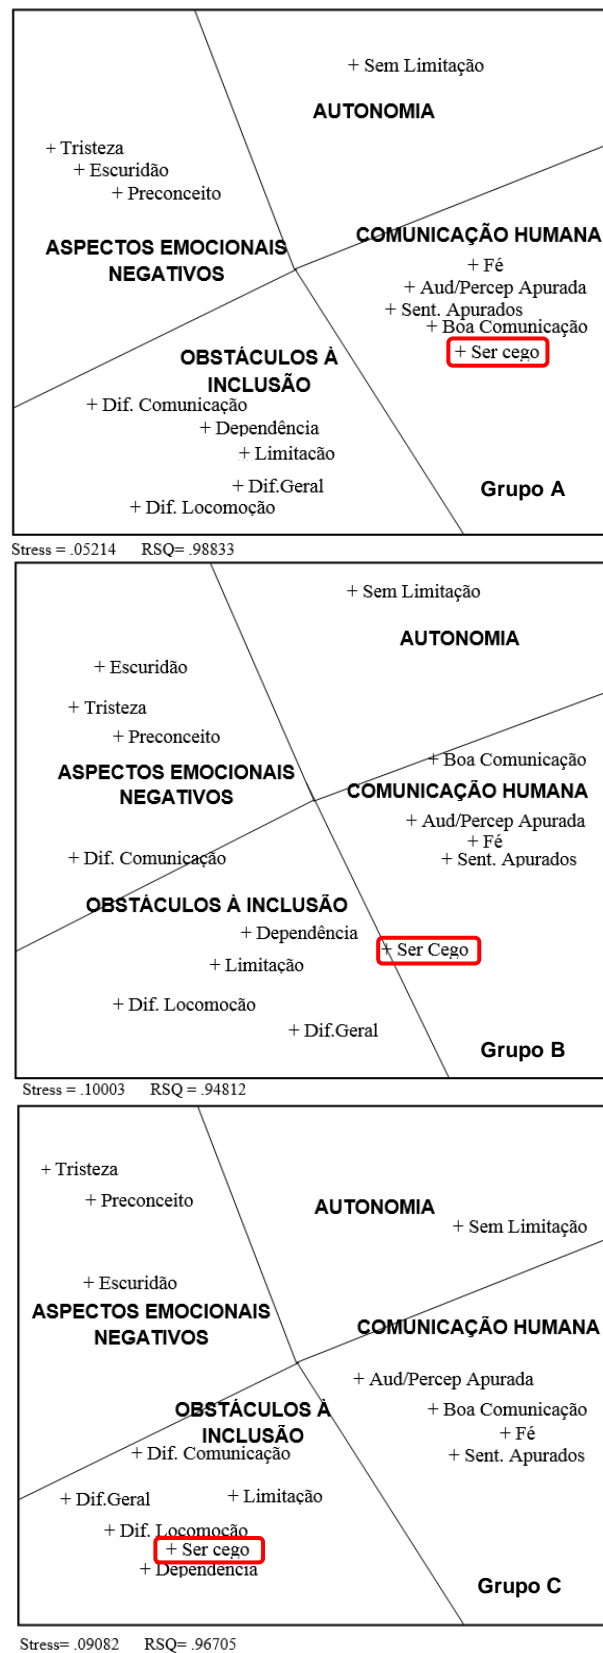 + Sem Limitação
AUTONOMIA
+ Tristeza
+ Escuridão
+ Preconceito
COMUNICAÇÃO HUMANA
ASPECTOS EMOCIONAIS
NEGATIVOS
+ Fé
+ Aud/Percep Apurada
+ Sent. Apurados
+ Boa Comunicação
+ Ser cego
OBSTÁCULOS À
INCLUSÃO
+ Dif. Comunicação
+ Dependência
+ Limitacão
+ Dif.Geral
+ Dif. Locomoção
Grupo A
Stress = .05214 RSQ= .98833
+ Sem Limitação
AUTONOMIA
+ Escuridão
+ Tristeza
+ Preconceito
+ Boa Comunicação
ASPECTOS EMOCIONAIS
NEGATIVOS
COMUNICAÇÃO HUMANA
+ Aud/Percep Apurada
+ Fé
+ Sent. Apurados
+ Dif. Comunicação
OBSTÁCULOS À INCLUSÃO
+ Dependência
+ Ser Cego
+ Limitação
+ Dif. Locomocão
+ Dif.Geral
Grupo B
Stress = .10003 RSQ = .94812
+ Tristeza
+ Preconceito
AUTONOMIA
+ Sem Limitação
+ Escuridão
ASPECTOS EMOCIONAIS
NEGATIVOS
COMUNICAÇÃO HUMANA
+ Aud/Percep Apurada
+ Boa Comunicação
+ Fé
+ Sent. Apurados
OBSTÁCULOS À
INCLUSÃO
+ Dif. Comunicação
+ Dif.Geral
+ Limitação
+ Dif. Locomocão
+ Ser cego
+ Dependência
Grupo C
Stress= .09082 RSQ= .96705